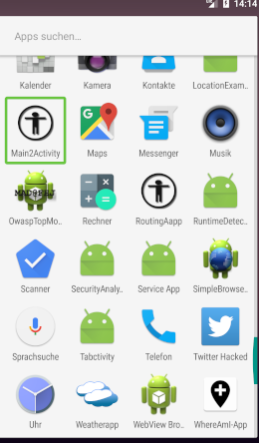 14:14
Apps suchen…
Kalender Kamera Kontakte LocationExam…
Main2Activity Maps Messenger Musik
OwaspTopMo… Rechner RoutingAapp RuntimeDetec…
Scanner SecurityAnaly… Service App SimpleBrowse…
Sprachsuche Tabctivity Telefon Twitter Hacked
Uhr Weatherapp WebView Bro… WhereAmI-App